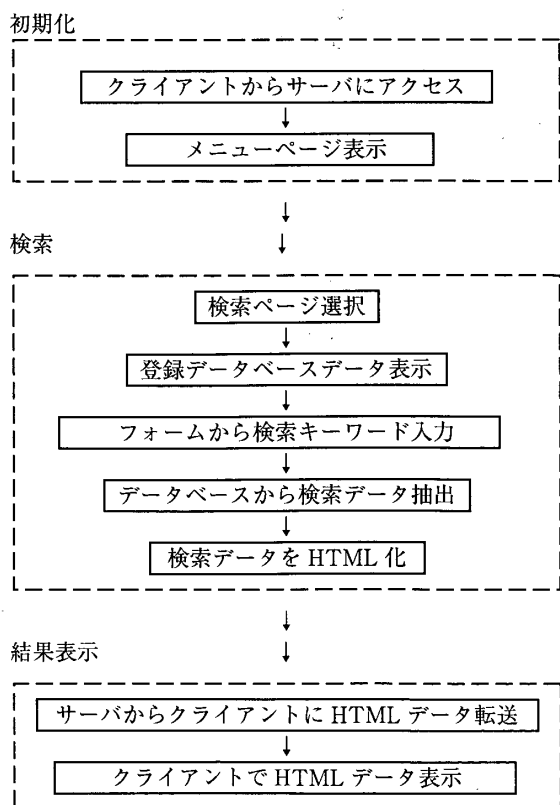 初期化
クライアントからサーバにアクセス
メニューページ表示
検索
検索ページ選択
登録データベースデータ表示
フォームから検索キーワード入力
データベースから検索データ抽出
検索データを HTML 化
結果表示
サーバからクライアントに HTML データ転送
クライアントで HTML データ表示